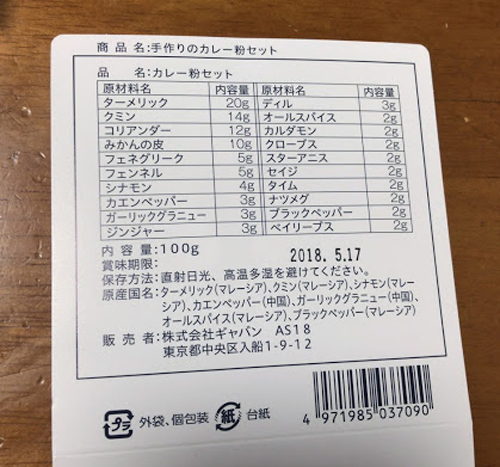 商品名:手作りのカレー粉セット
品名:カレー粉セット
原材料名 内容量 原材料名 内容量
ターメリック 20g ディル 3g
クミン 14g オールスパイス 2g
コリアンダー 12g カルダモン 2g
みかんの皮 10g クローブス 2g
フェネグリーク 5g スターアニス 2g
フェンネル 5g セイジ 2g
シナモン 4g タイム 2g
カエンペッパー 3g ナツメグ 2g
ガーリックグラニュー 3g ブラックペッパー 2g
ジンジャー 3g ベイリーブス 2g
内容量:100g
賞味期限: 2018. 5.17
保存方法:直射日光、高温多湿を避けてください。
原産国名:ターメリック(マレーシア)、クミン(マレーシア)、シナモン(マレー
シア)、カエンペッパー(中国)、ガーリックグラニュー(中国)、
オールスパイス(マレーシア)、ブラックペッパー(マレーシア)
販売者:株式会社ギャバン AS18
東京都中央区入船1-9-12
プラ 外袋、個包装 紙 台紙
4 971985 037090